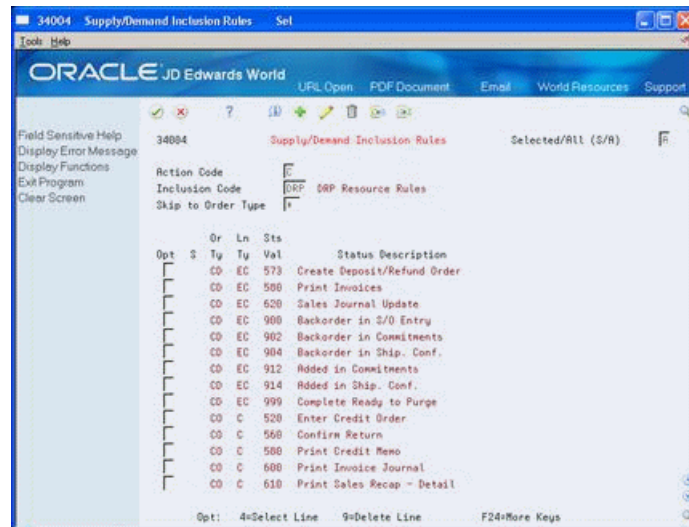 34004 Supply/Demand Inclusion Rules Sel
Tools Help
ORACLE JD Edwards World
URL Open PDF Document Email World Resources Support
Field Sensitive Help
Display Error Message
Display Functions
Exit Program
Clear Screen
34004 Supply/Demand Inclusion Rules Selected/All (S/A) A
Action Code C
Inclusion Code DRP DRP Resource Rules
Skip to Order Type *
Or Ln Sts
Opt S Ty Ty Val Status Description
CO EC 573 Create Deposit/Refund Order
CO EC 580 Print Invoices
CO EC 620 Sales Journal Update
CO EC 900 Backorder in S/O Entry
CO EC 902 Backorder in Commitments
CO EC 904 Backorder in Ship. Conf.
CO EC 912 Added in Commitments
CO EC 914 Added in Ship. Conf.
CO EC 999 Complete Ready to Purge
CO C 520 Enter Credit Order
CO C 560 Confirm Return
CO C 580 Print Credit Memo
CO C 600 Print Invoice Journal
CO C 610 Print Sales Recap - Detail
Opt: 4=Select Line 9=Delete Line F24=More Keys